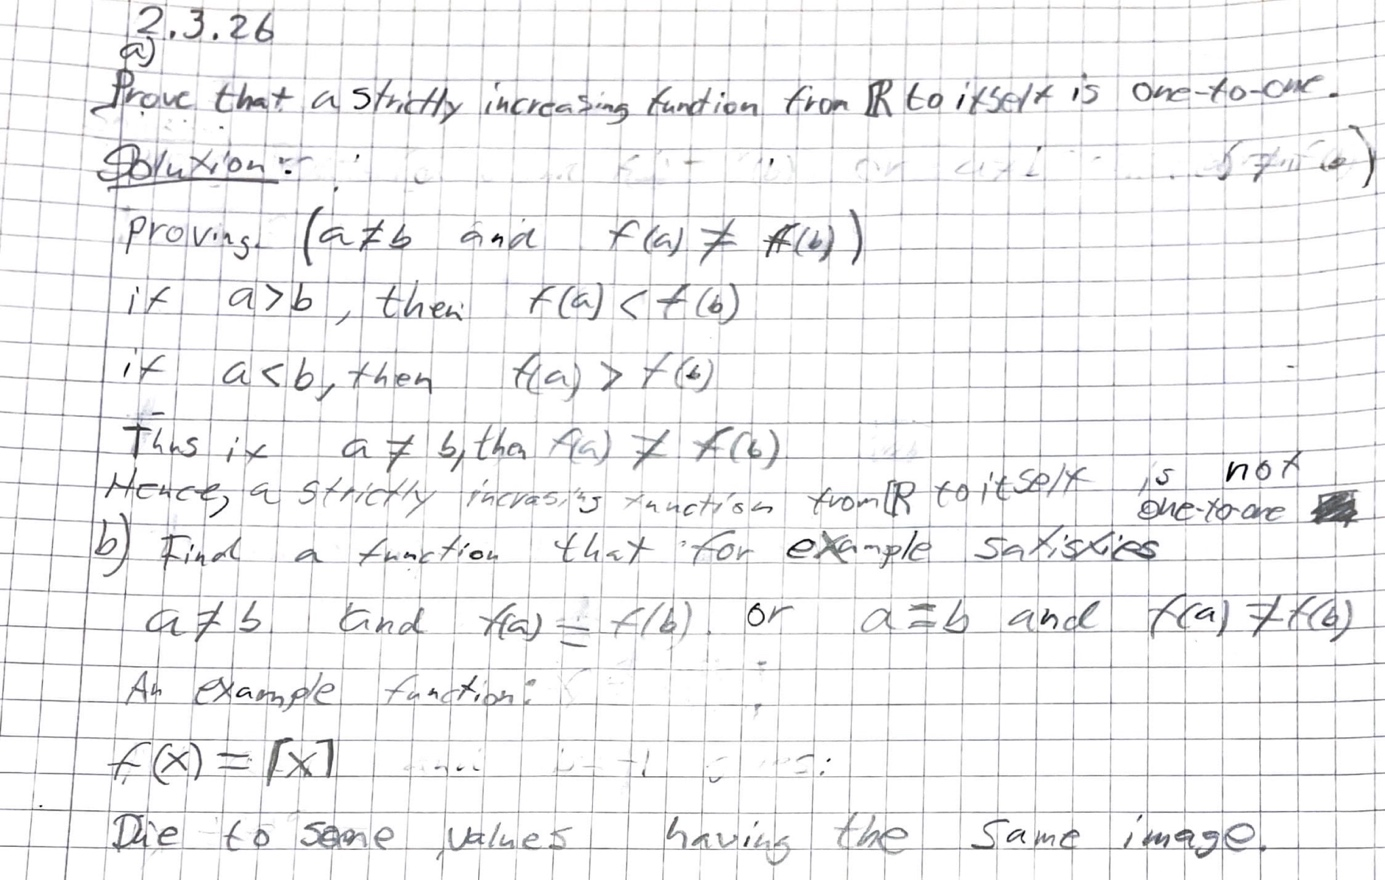 2.3.26
a)
Prove that a strictly increasing function from ℝ to itself is one-to-one.
Solution:
proving (a≠b and f(a) ≠ f(b))
if a>b, then f(a) < f(b)
if a<b, then f(a) > f(b)
Thus if a ≠ b, then f(a) ≠ f(b)
Hence, a strictly incrasing function from ℝ to itself is not
one-to-one
b) Find a function that for example satisfies
a≠b and f(a) = f(b). or a=b and f(a) ≠ f(b)
An example function:
f(x) = ⌈x⌉
Due to some values having the same image.